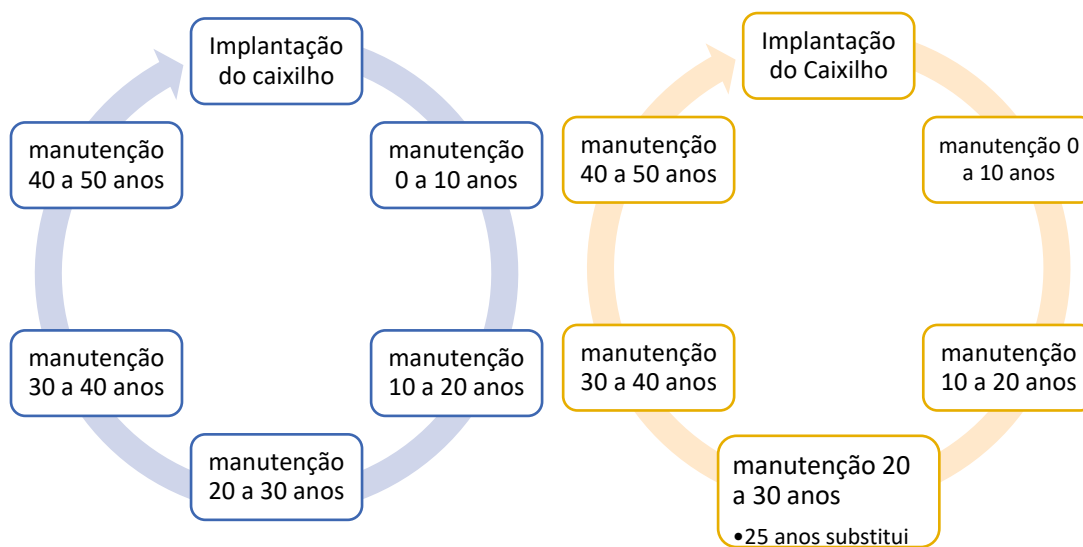 Implantação
do caixilho
manutenção
0 a 10 anos
manutenção
10 a 20 anos
manutenção
20 a 30 anos
manutenção
30 a 40 anos
manutenção
40 a 50 anos
Implantação
do Caixilho
manutenção 0
a 10 anos
manutenção
10 a 20 anos
manutenção 20
a 30 anos
•25 anos substitui
manutenção
30 a 40 anos
manutenção
40 a 50 anos